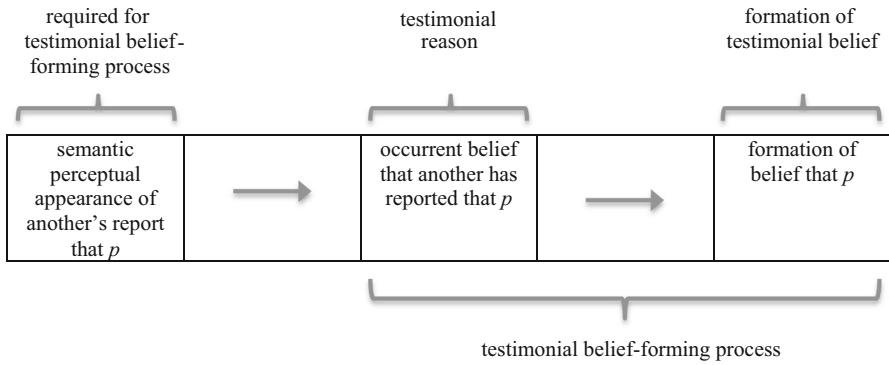 required for
testimonial belief-
forming process
testimonial
reason
formation of
testimonial belief
semantic
perceptual
appearance of
another’s report
that p
occurrent belief
that another has
reported that p
formation of
belief that p
testimonial belief-forming process